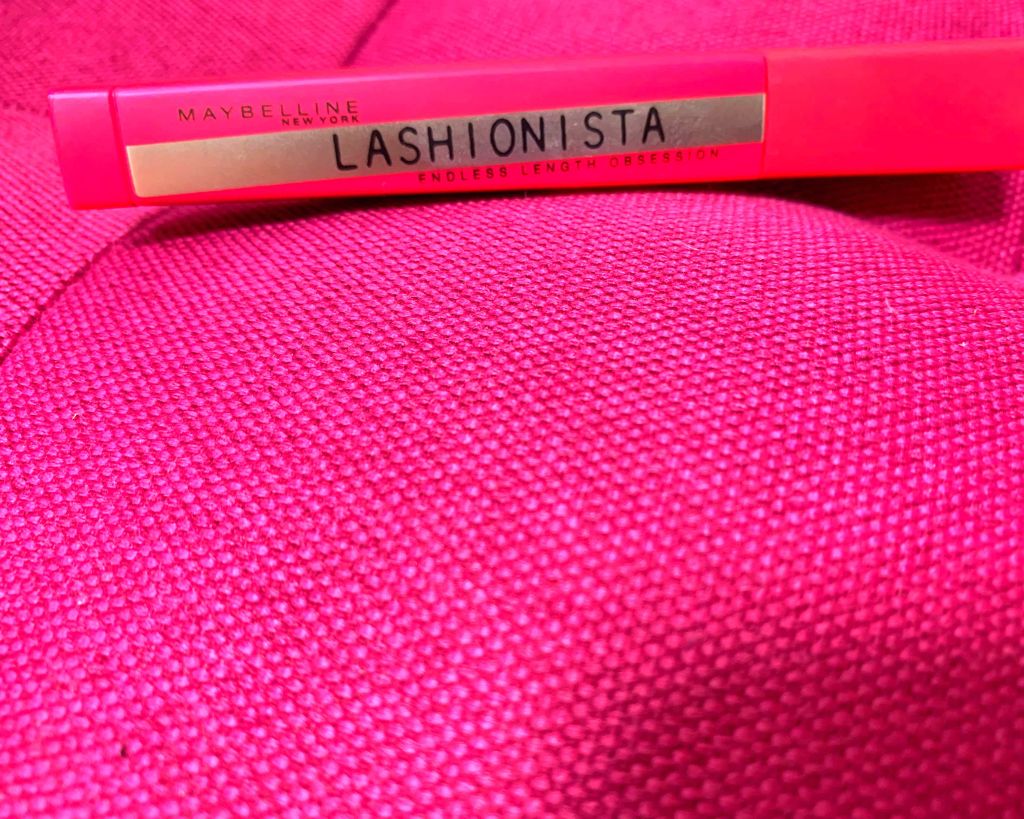 MAYBELLINE
NEW YORK
LASHIONISTA
ENDLESS LENGTH OBSESSION